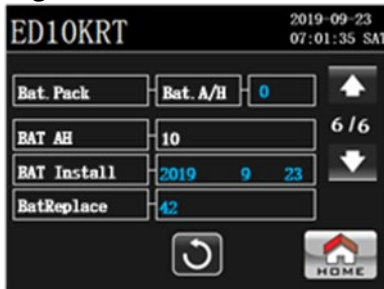 ED10KRT
2019-09-23
07:01:35 SAT
Bat. Pack Bat. A/H 0
6/6
BAT AH 10
BAT Install 2019 9 23
BatReplace 42
HOME